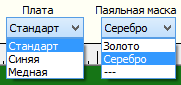 Плата Паяльная маска
Стандарт Серебро
Стандарт Золото
Синяя Серебро
Медная ---